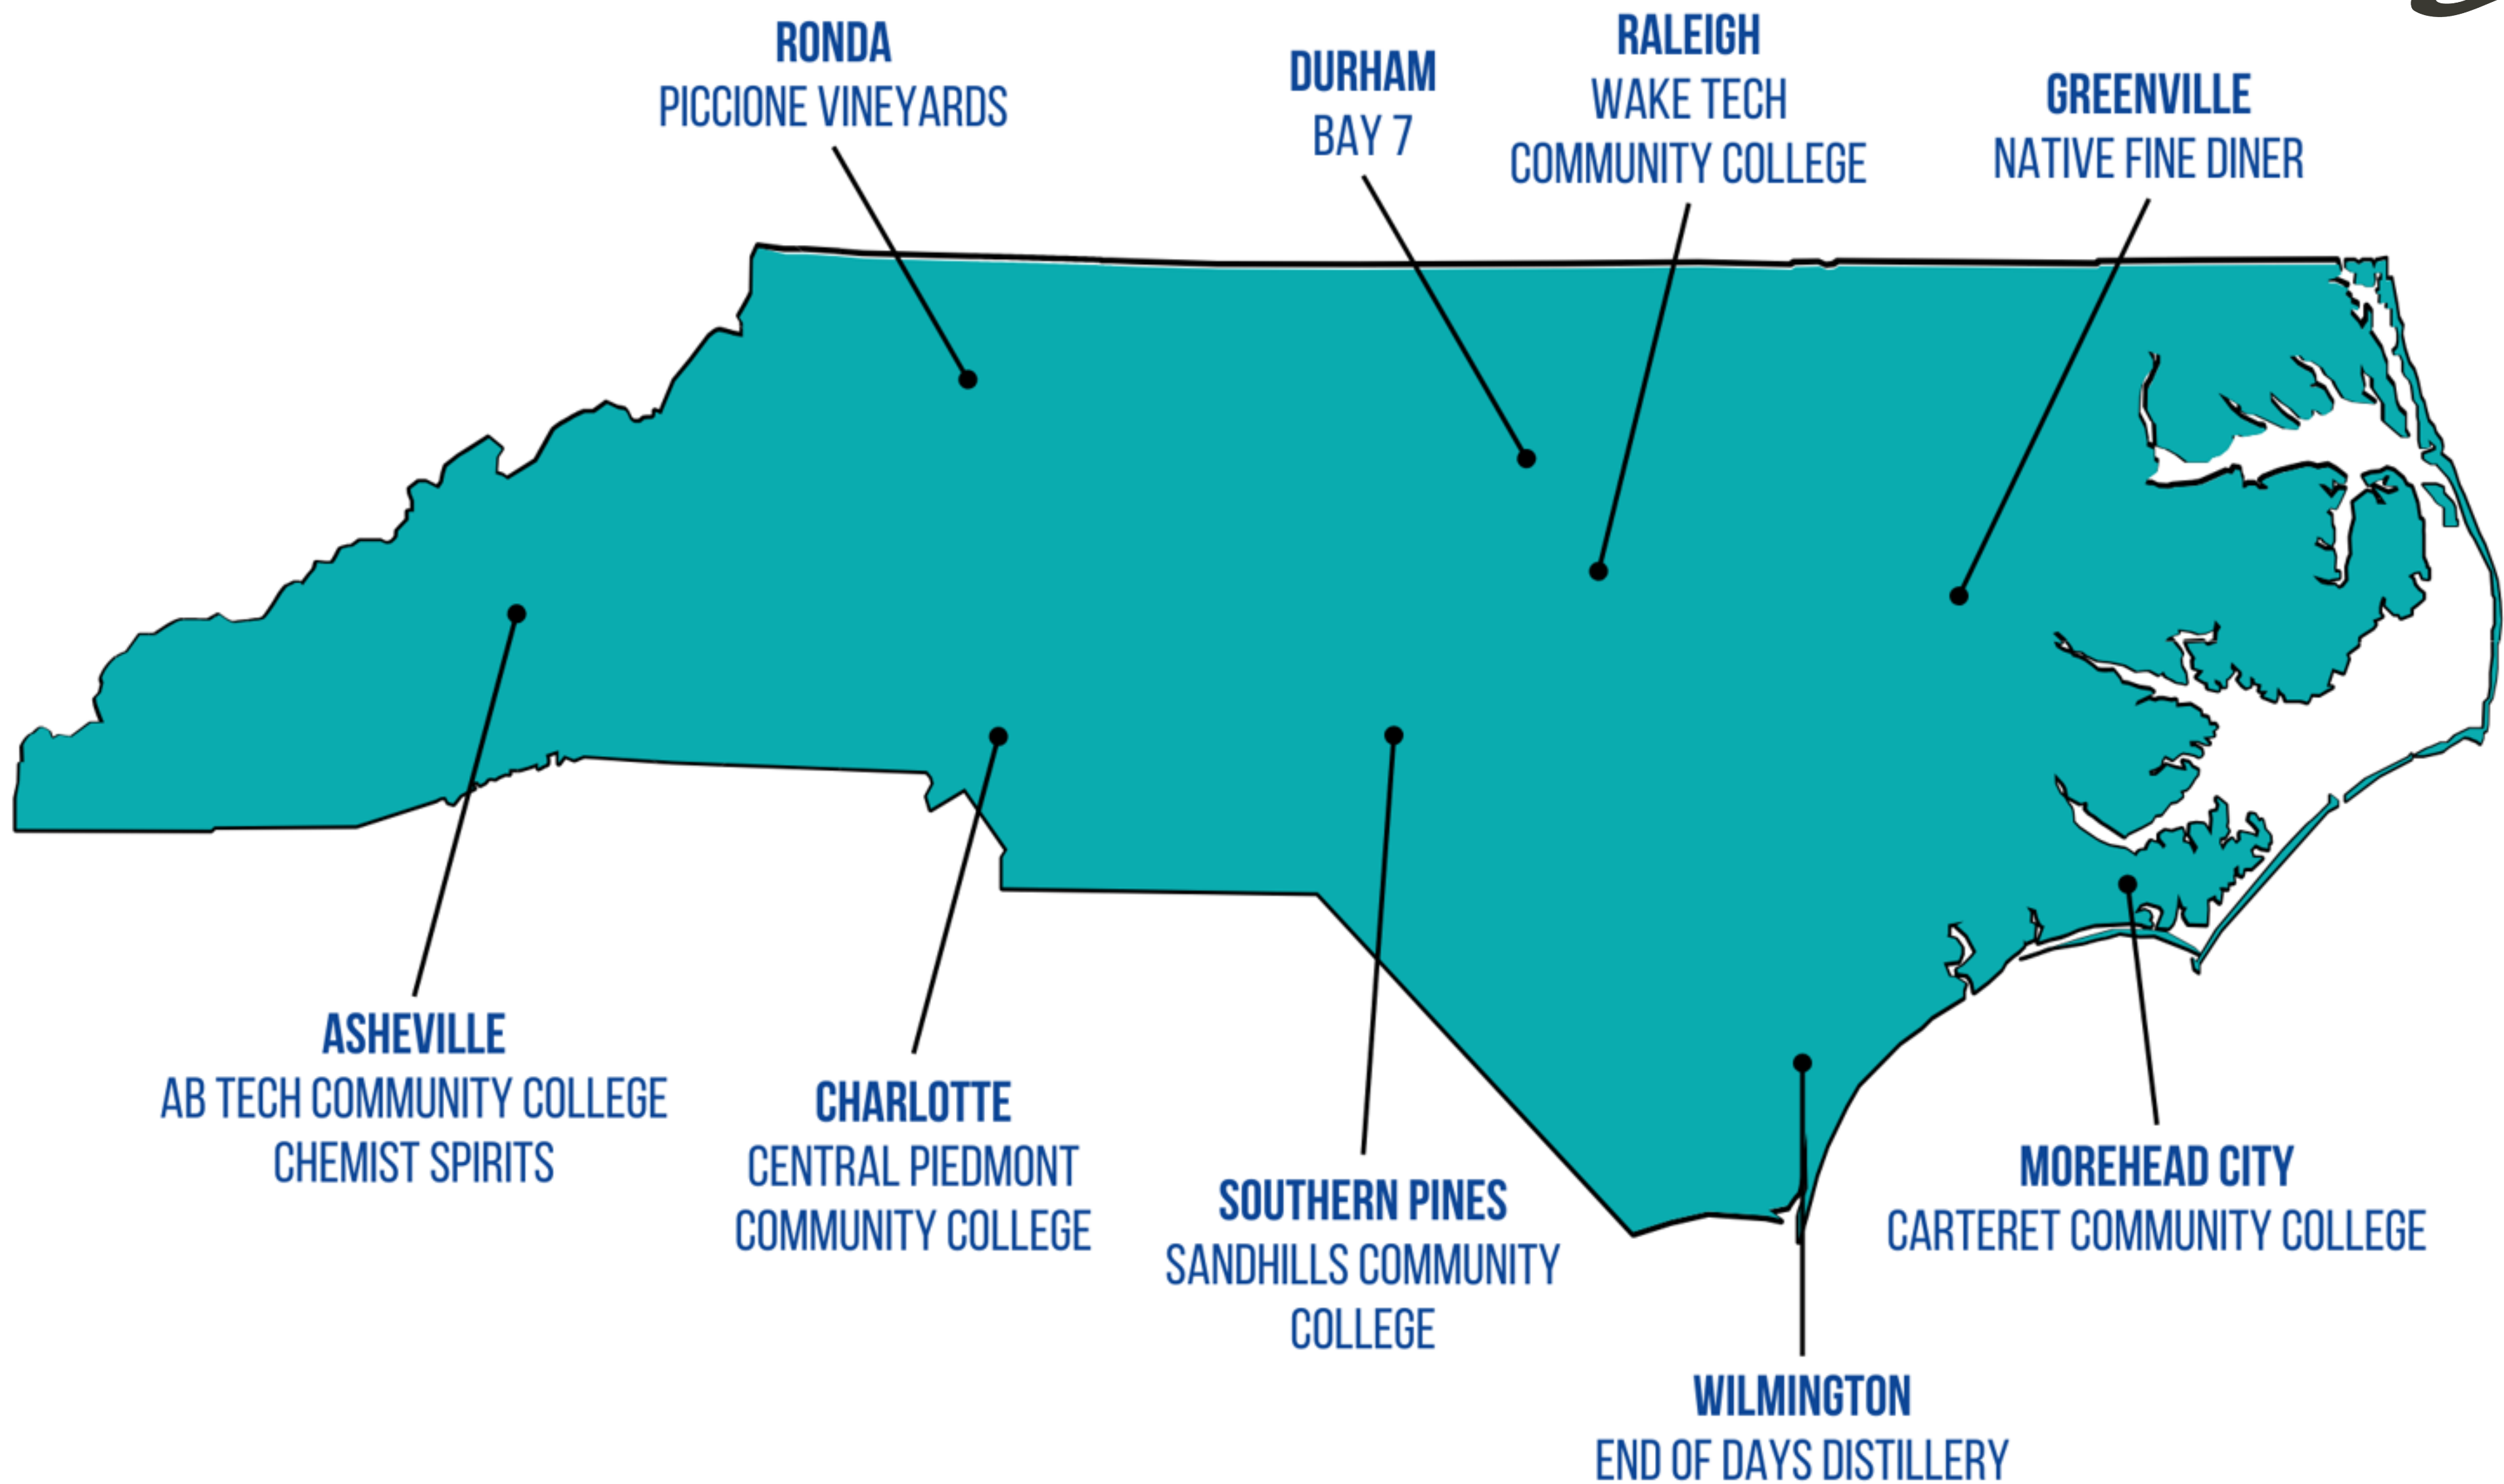 RONDA
PICCIONE VINEYARDS
DURHAM
BAY 7
RALEIGH
WAKE TECH
COMMUNITY COLLEGE
GREENVILLE
NATIVE FINE DINER
ASHEVILLE
AB TECH COMMUNITY COLLEGE
CHEMIST SPIRITS
CHARLOTTE
CENTRAL PIEDMONT
COMMUNITY COLLEGE
SOUTHERN PINES
SANDHILLS COMMUNITY
COLLEGE
WILMINGTON
END OF DAYS DISTILLERY
MOREHEAD CITY
CARTERET COMMUNITY COLLEGE